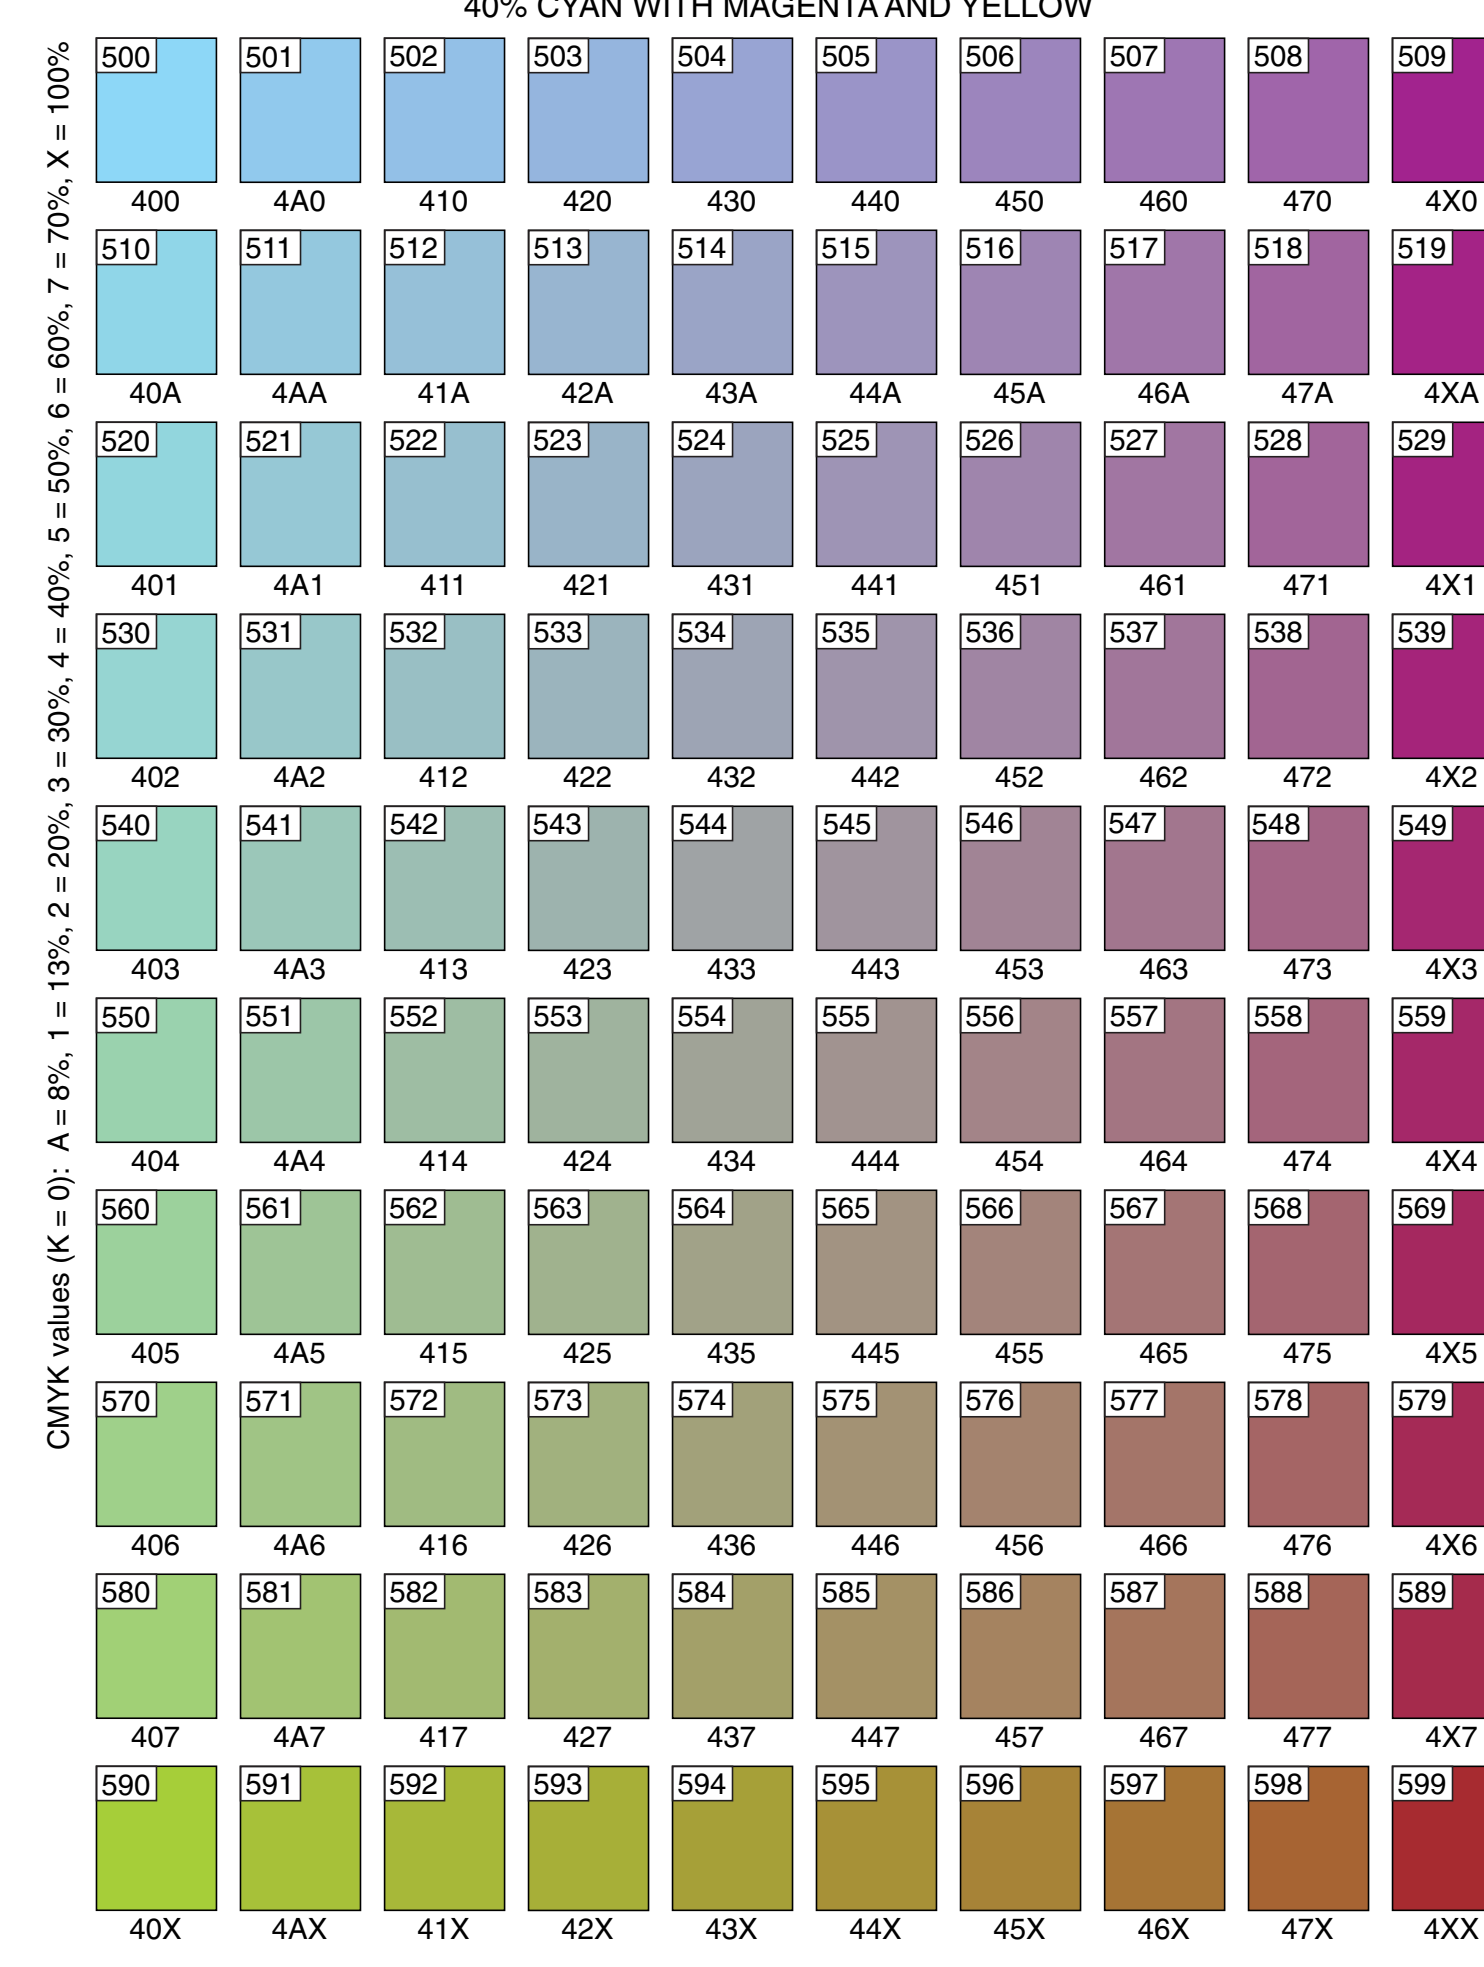 40% CYAN WITH MAGENTA AND YELLOW
CMYK values (K = 0): A = 8%, 1 = 13%, 2 = 20%, 3 = 30%, 4 = 40%, 5 = 50%, 6 = 60%, 7 = 70%, X = 100%
500 501 502 503 504 505 506 507 508 509
400 4A0 410 420 430 440 450 460 470 4X0
510 511 512 513 514 515 516 517 518 519
40A 4AA 41A 42A 43A 44A 45A 46A 47A 4XA
520 521 522 523 524 525 526 527 528 529
401 4A1 411 421 431 441 451 461 471 4X1
530 531 532 533 534 535 536 537 538 539
402 4A2 412 422 432 442 452 462 472 4X2
540 541 542 543 544 545 546 547 548 549
403 4A3 413 423 433 443 453 463 473 4X3
550 551 552 553 554 555 556 557 558 559
404 4A4 414 424 434 444 454 464 474 4X4
560 561 562 563 564 565 566 567 568 569
405 4A5 415 425 435 445 455 465 475 4X5
570 571 572 573 574 575 576 577 578 579
406 4A6 416 426 436 446 456 466 476 4X6
580 581 582 583 584 585 586 587 588 589
407 4A7 417 427 437 447 457 467 477 4X7
590 591 592 593 594 595 596 597 598 599
40X 4AX 41X 42X 43X 44X 45X 46X 47X 4XX